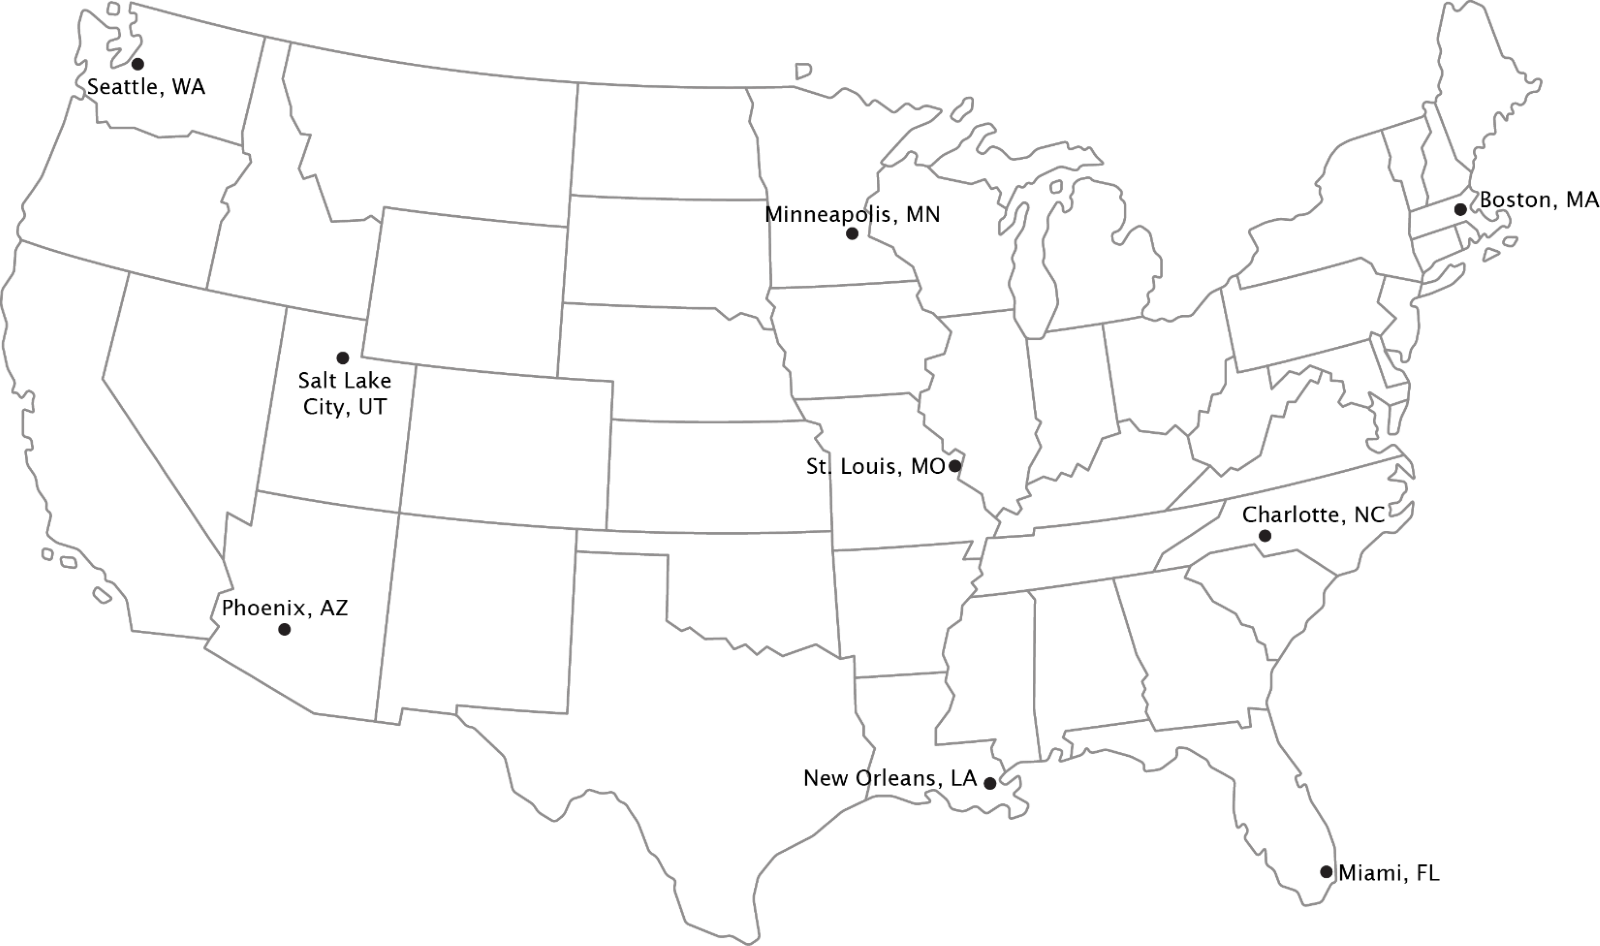 Seattle, WA
Boston, MA
Minneapolis, MN
Salt Lake
City, UT
St. Louis, MO
Charlotte, NC
Phoenix, AZ
New Orleans, LA
Miami, FL